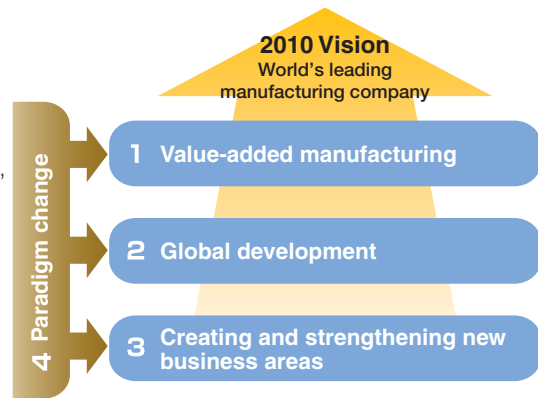 2010 Vision
World's leading
manufacturing company
,
4 Paradigm change
1 Value-added manufacturing
2 Global development
3 Creating and strengthening new
business areas